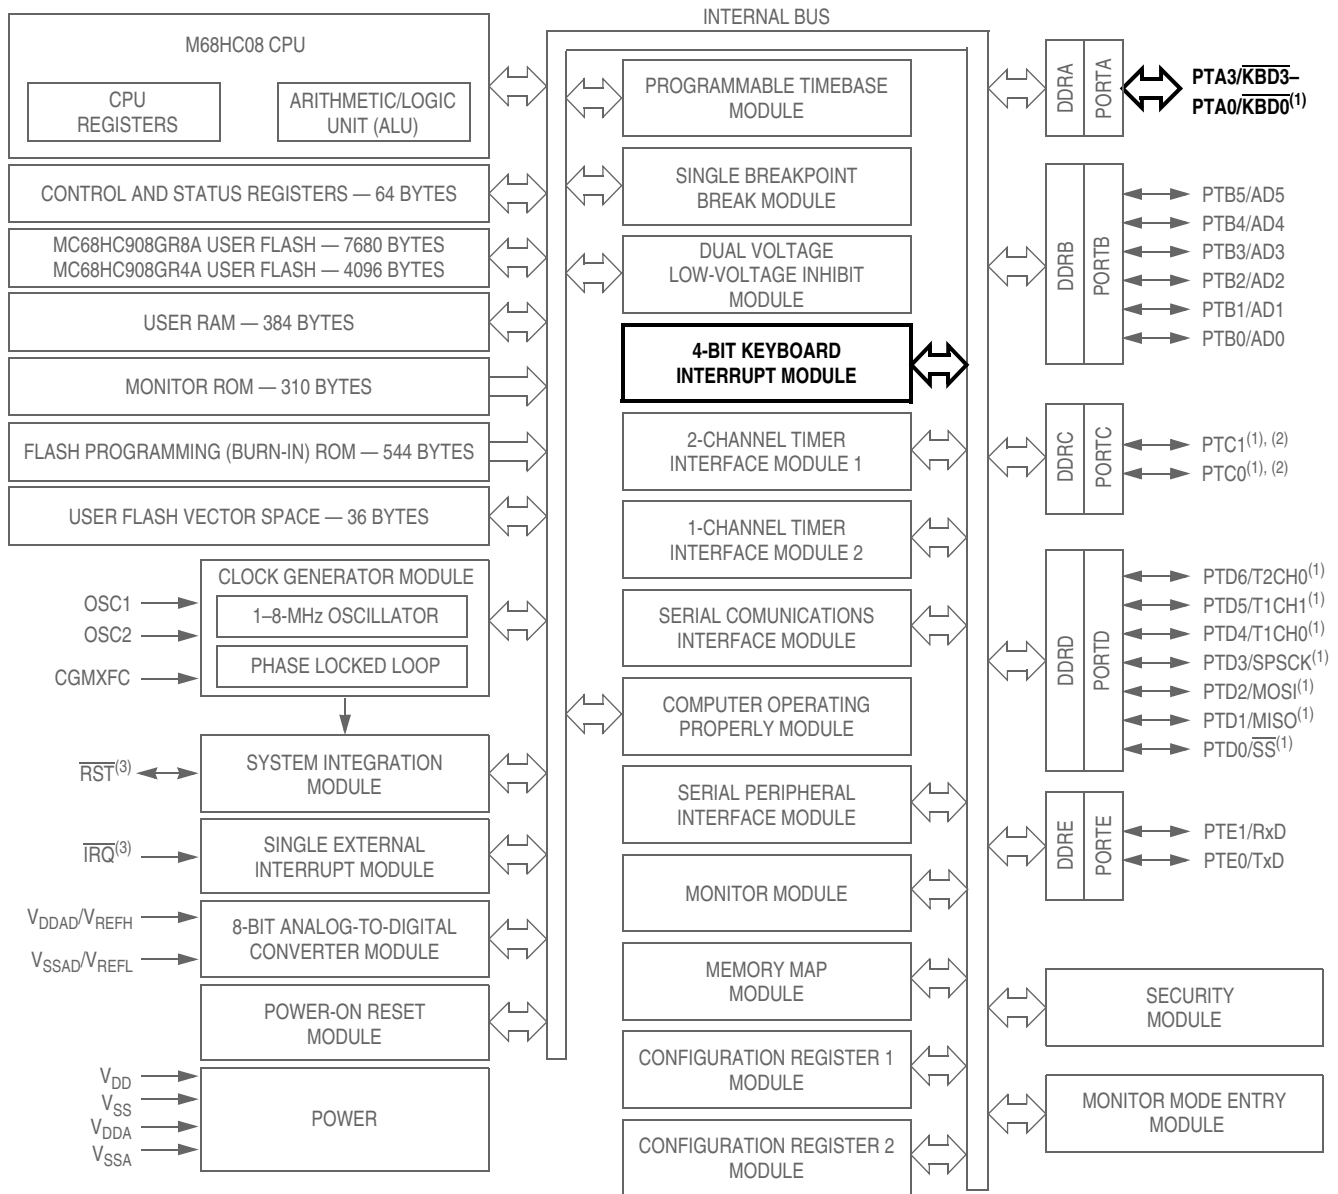 INTERNAL BUS
M68HC08 CPU
CPU
REGISTERS
ARITHMETIC/LOGIC
UNIT (ALU)
CONTROL AND STATUS REGISTERS — 64 BYTES
MC68HC908GR8A USER FLASH — 7680 BYTES
MC68HC908GR4A USER FLASH — 4096 BYTES
USER RAM — 384 BYTES
MONITOR ROM — 310 BYTES
FLASH PROGRAMMING (BURN-IN) ROM — 544 BYTES
USER FLASH VECTOR SPACE — 36 BYTES
CLOCK GENERATOR MODULE
1–8-MHz OSCILLATOR
PHASE LOCKED LOOP
OSC1
OSC2
CGMXFC
SYSTEM INTEGRATION
MODULE
RST(3)
SINGLE EXTERNAL
INTERRUPT MODULE
IRQ(3)
8-BIT ANALOG-TO-DIGITAL
CONVERTER MODULE
VDDAD/VREFH
VSSAD/VREFL
POWER-ON RESET
MODULE
POWER
VDD
VSS
VDDA
VSSA
PROGRAMMABLE TIMEBASE
MODULE
SINGLE BREAKPOINT
BREAK MODULE
DUAL VOLTAGE
LOW-VOLTAGE INHIBIT
MODULE
4-BIT KEYBOARD
INTERRUPT MODULE
2-CHANNEL TIMER
INTERFACE MODULE 1
1-CHANNEL TIMER
INTERFACE MODULE 2
SERIAL COMUNICATIONS
INTERFACE MODULE
COMPUTER OPERATING
PROPERLY MODULE
SERIAL PERIPHERAL
INTERFACE MODULE
MONITOR MODULE
MEMORY MAP
MODULE
CONFIGURATION REGISTER 1
MODULE
CONFIGURATION REGISTER 2
MODULE
DDRA
PORTA
PTA3/KBD3–
PTA0/KBD0(1)
DDRB
PORTB
PTB5/AD5
PTB4/AD4
PTB3/AD3
PTB2/AD2
PTB1/AD1
PTB0/AD0
DDRC
PORTC
PTC1(1), (2)
PTC0(1), (2)
DDRD
PORTD
PTD6/T2CH0(1)
PTD5/T1CH1(1)
PTD4/T1CH0(1)
PTD3/SPSCK(1)
PTD2/MOSI(1)
PTD1/MISO(1)
PTD0/SS(1)
DDRE
PORTE
PTE1/RxD
PTE0/TxD
SECURITY
MODULE
MONITOR MODE ENTRY
MODULE